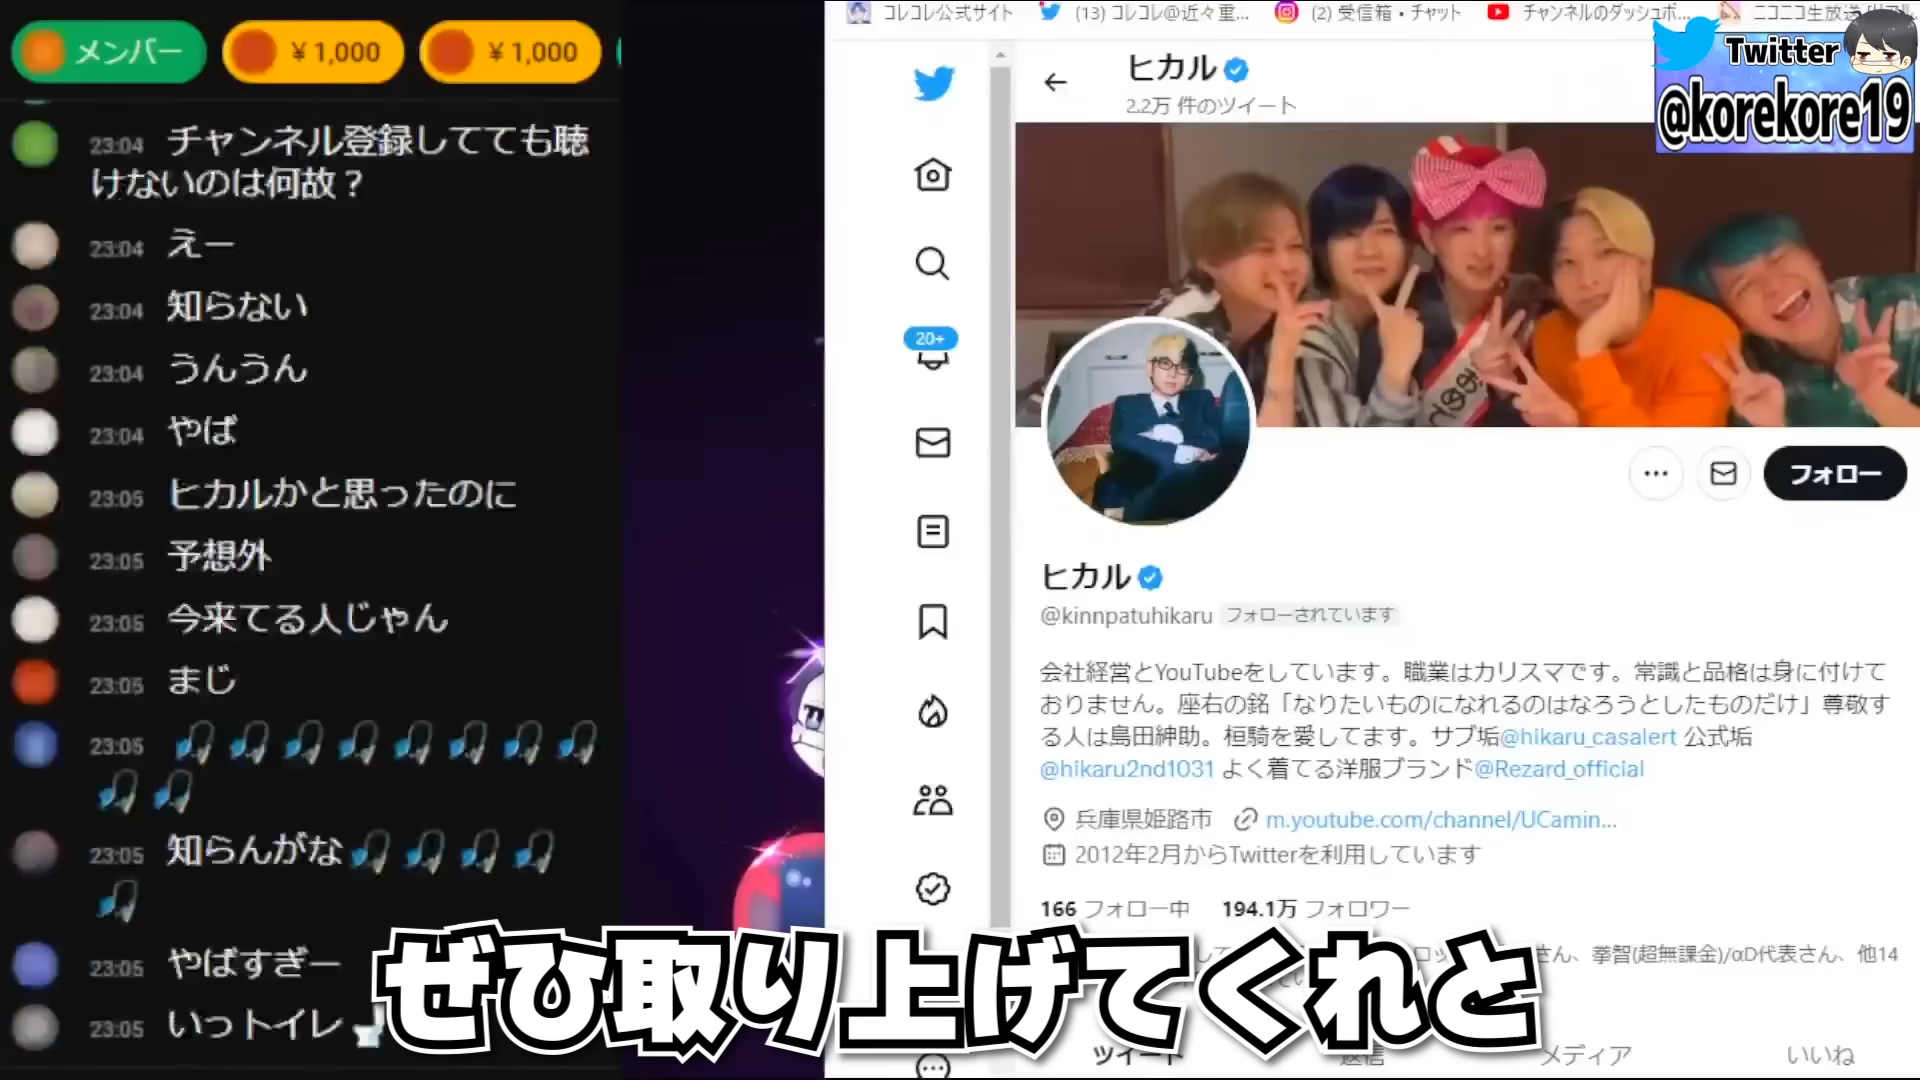 メンバー
￥1,000
￥1,000
23:04 チャンネル登録してても聴
けないのは何故？
23:04 えー
23:04 知らない
23:04 うんうん
23:04 やば
23:05 ヒカルかと思ったのに
23:05 予想外
23:05 今来てる人じゃん
23:05 まじ
23:05
23:05 知らんがな
23:05 やばすぎー
23:05 いっトイレ
コレコレ公式サイト
(13) コレコレ@近々重...
(2) 受信箱・チャット
チャンネルのダッシュボ...
ニコニコ生放送
Twitter
@korekore19
ヒカル
2.2万 件のツイート
20+
フォロー
ヒカル
@kinnpatuhikaru フォローされています
会社経営とYouTubeをしています。職業はカリスマです。常識と品格は身に付けて
おりません。座右の銘「なりたいものになれるのはなろうとしたものだけ」尊敬す
る人は島田紳助。桓騎を愛してます。サブ垢@hikaru_casalert 公式垢
@hikaru2nd1031 よく着てる洋服ブランド@Rezard_official
兵庫県姫路市 m.youtube.com/channel/UCamin...
2012年2月からTwitterを利用しています
166 フォロー中 194.1万 フォロワー
さん、拳智(超無課金)/αD代表さん、他14
ぜひ取り上げてくれと
ツイート 返信 メディア いいね